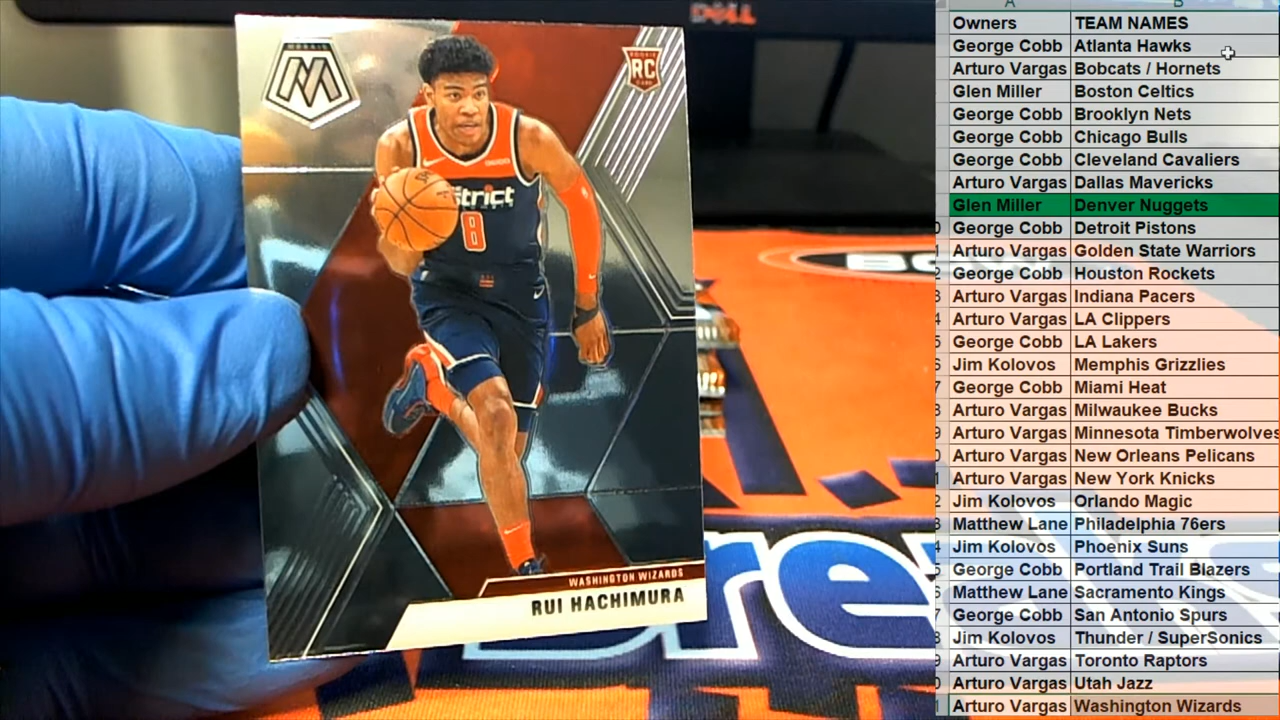 DELL
MOSAIC
M
ROOKIE
RC
CARD
strict
8
WASHINGTON WIZARDS
RUI HACHIMURA
BO
Bre
A B
Owners TEAM NAMES
George Cobb Atlanta Hawks
Arturo Vargas Bobcats / Hornets
Glen Miller Boston Celtics
George Cobb Brooklyn Nets
George Cobb Chicago Bulls
George Cobb Cleveland Cavaliers
Arturo Vargas Dallas Mavericks
Glen Miller Denver Nuggets
George Cobb Detroit Pistons
Arturo Vargas Golden State Warriors
George Cobb Houston Rockets
Arturo Vargas Indiana Pacers
Arturo Vargas LA Clippers
George Cobb LA Lakers
Jim Kolovos Memphis Grizzlies
George Cobb Miami Heat
Arturo Vargas Milwaukee Bucks
Arturo Vargas Minnesota Timberwolves
Arturo Vargas New Orleans Pelicans
Arturo Vargas New York Knicks
Jim Kolovos Orlando Magic
Matthew Lane Philadelphia 76ers
Jim Kolovos Phoenix Suns
George Cobb Portland Trail Blazers
Matthew Lane Sacramento Kings
George Cobb San Antonio Spurs
Jim Kolovos Thunder / SuperSonics
Arturo Vargas Toronto Raptors
Arturo Vargas Utah Jazz
Arturo Vargas Washington Wizards